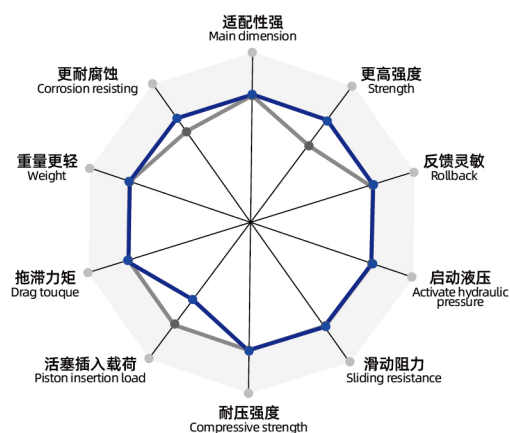 适配性强
Main dimension
更耐腐蚀
Corrosion resisting
更高强度
Strength
重量更轻
Weight
反馈灵敏
Rollback
拖滞力矩
Drag touque
启动液压
Activate hydraulic
pressure
活塞插入载荷
Piston insertion load
滑动阻力
Sliding resistance
耐压强度
Compressive strength